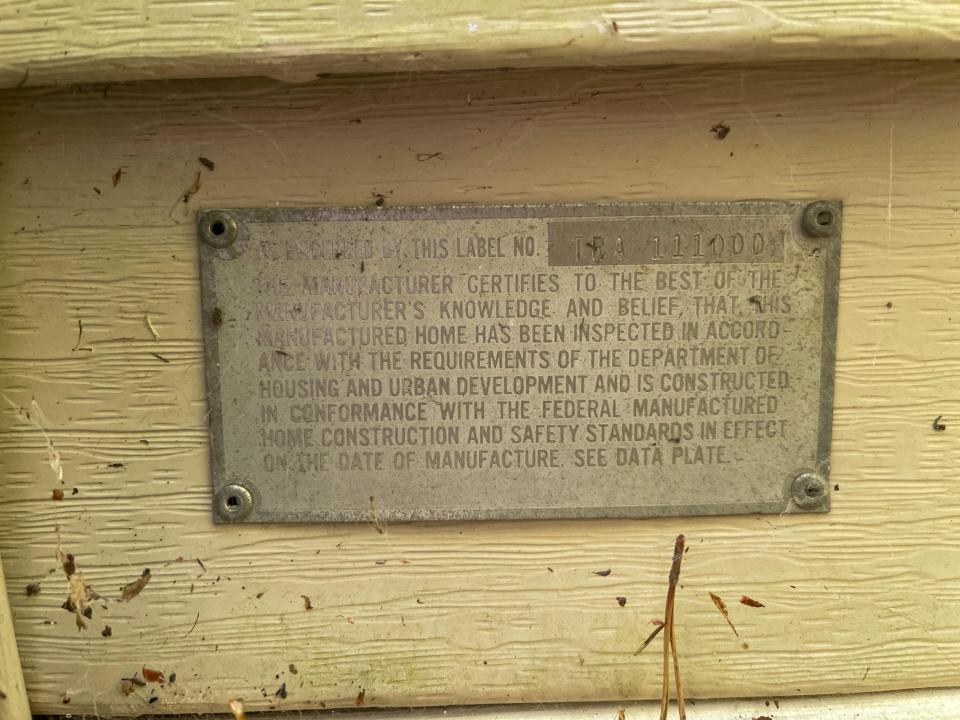 AS EVIDENCED BY THIS LABEL NO. TRA 111000
THE MANUFACTURER CERTIFIES TO THE BEST OF THE
MANUFACTURER'S KNOWLEDGE AND BELIEF, THAT THIS
MANUFACTURED HOME HAS BEEN INSPECTED IN ACCORD-
ANCE WITH THE REQUIREMENTS OF THE DEPARTMENT OF
HOUSING AND URBAN DEVELOPMENT AND IS CONSTRUCTED
IN CONFORMANCE WITH THE FEDERAL MANUFACTURED
HOME CONSTRUCTION AND SAFETY STANDARDS IN EFFECT
ON THE DATE OF MANUFACTURE. SEE DATA PLATE.